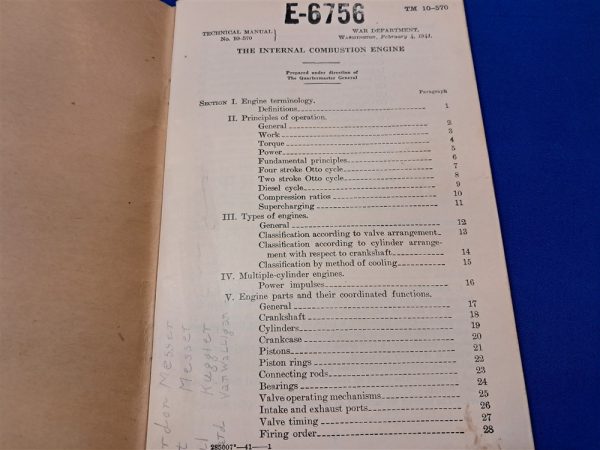 E-6756
TM 10-570
TECHNICAL MANUAL
No. 10-570
WAR DEPARTMENT,
WASHINGTON, February 4, 1941.
THE INTERNAL COMBUSTION ENGINE
Prepared under direction of
The Quartermaster General
Paragraph
SECTION I. Engine terminology.
Definitions 1
II. Principles of operation.
General 2
Work 3
Torque 4
Power 5
Fundamental principles 6
Four stroke Otto cycle 7
Two stroke Otto cycle 8
Diesel cycle 9
Compression ratios 10
Supercharging 11
III. Types of engines.
General 12
Classification according to valve arrangement 13
Classification according to cylinder arrange-
ment with respect to crankshaft 14
Classification by method of cooling 15
IV. Multiple-cylinder engines.
Power impulses 16
V. Engine parts and their coordinated functions.
General 17
Crankshaft 18
Cylinders 19
Crankcase 20
Pistons 21
Piston rings 22
Connecting rods 23
Bearings 24
Valve operating mechanisms 25
Intake and exhaust ports 26
Valve timing 27
Firing order 28
285007°—41——1
Messer
Messer
Kuggler